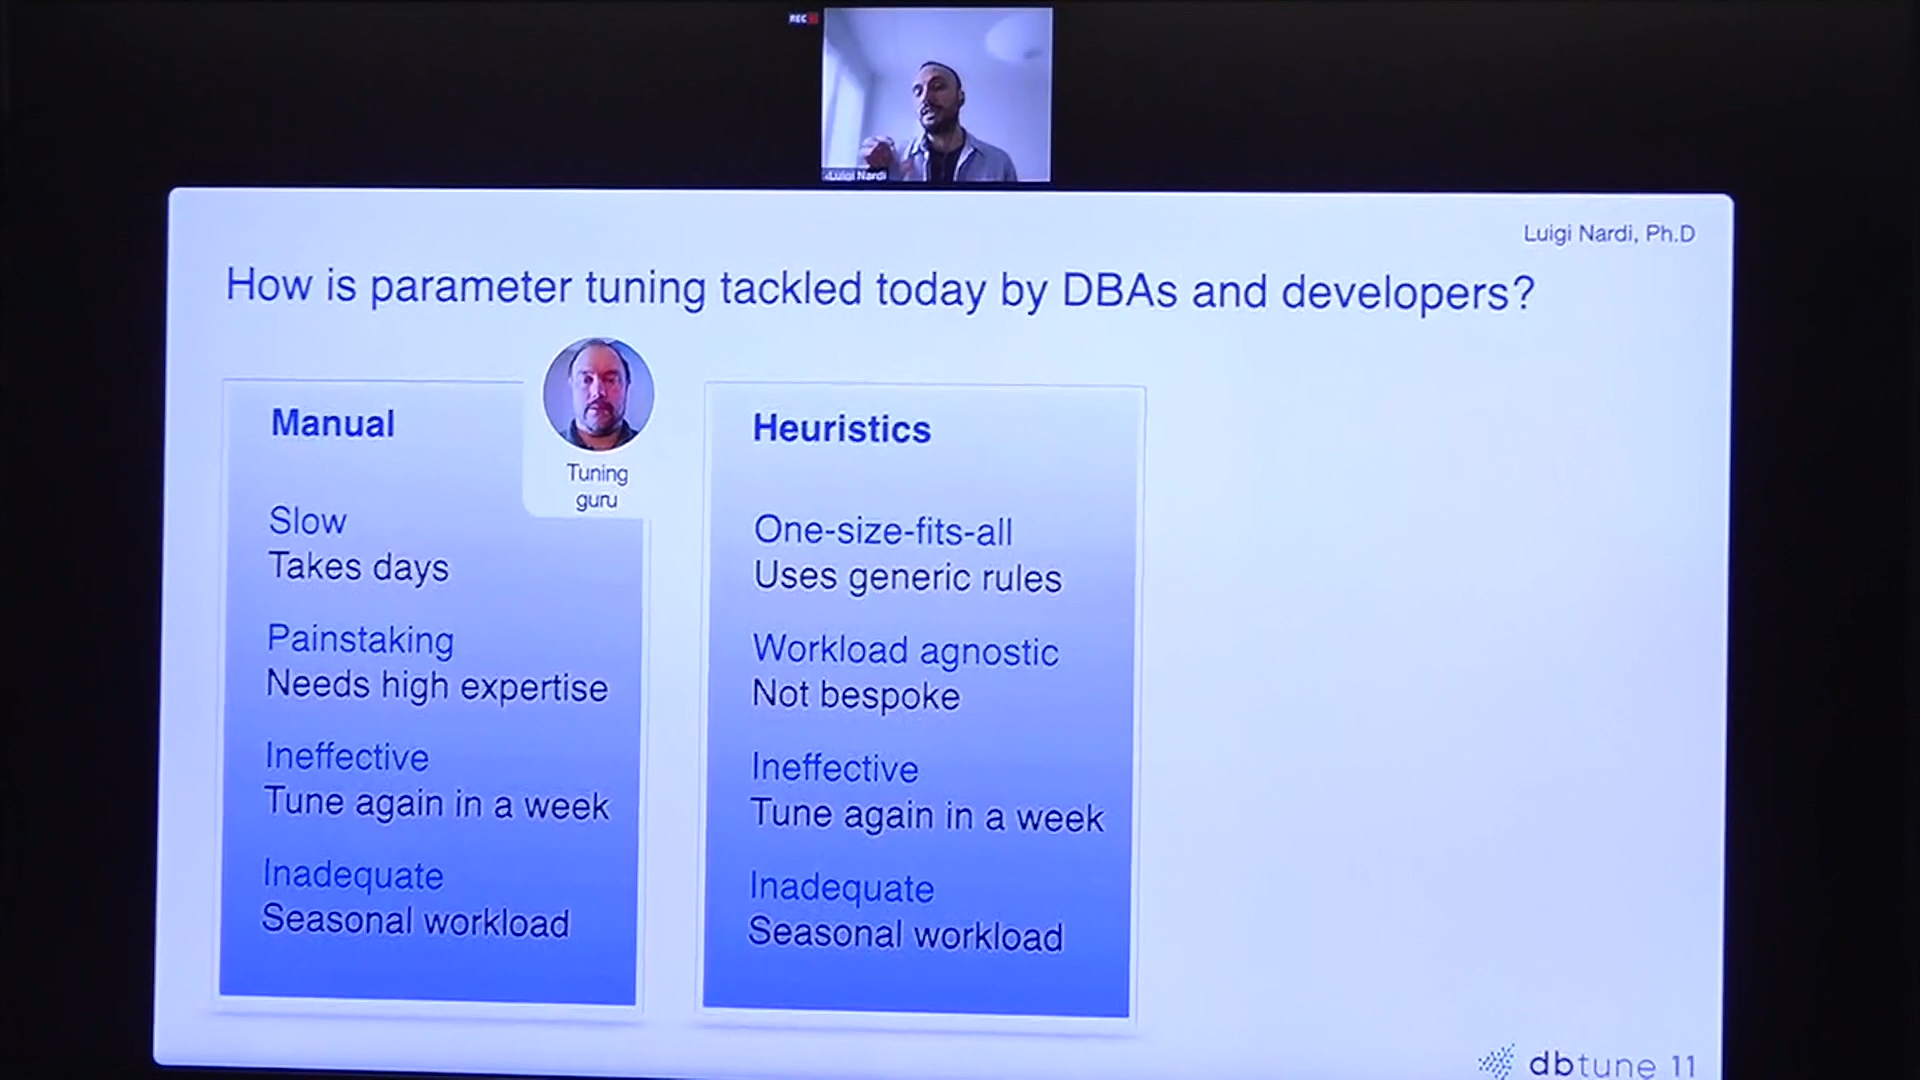 REC
Luigi Nardi
Luigi Nardi, Ph.D
How is parameter tuning tackled today by DBAs and developers?
Manual
Tuning
guru
Slow
Takes days
Painstaking
Needs high expertise
Ineffective
Tune again in a week
Inadequate
Seasonal workload
Heuristics
One-size-fits-all
Uses generic rules
Workload agnostic
Not bespoke
Ineffective
Tune again in a week
Inadequate
Seasonal workload
dbtune 11